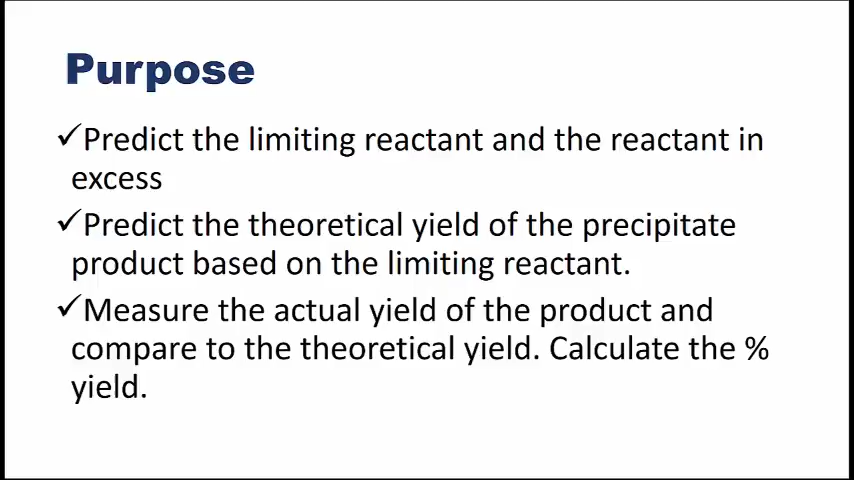 Purpose
✓Predict the limiting reactant and the reactant in
excess
✓Predict the theoretical yield of the precipitate
product based on the limiting reactant.
✓Measure the actual yield of the product and
compare to the theoretical yield. Calculate the %
yield.